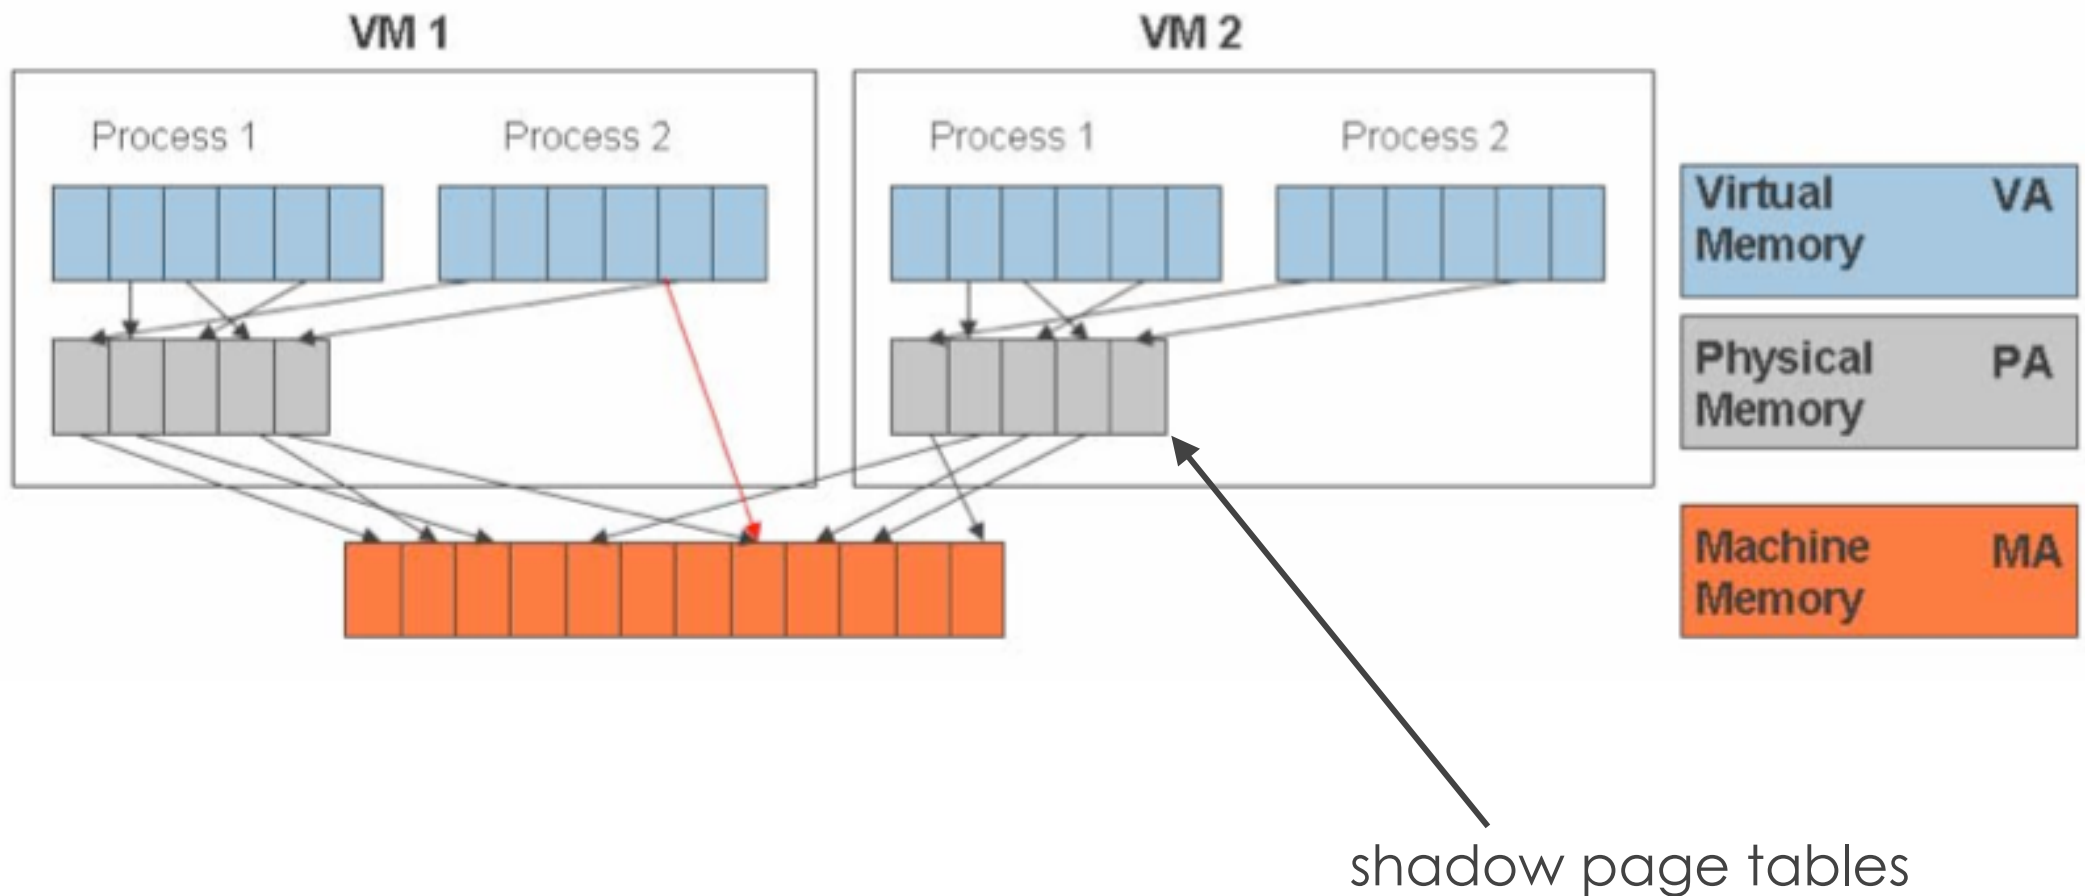 VM 1
VM 2
Process 1
Process 2
Process 1
Process 2
Virtual VA
Memory
Physical PA
Memory
Machine MA
Memory
shadow page tables